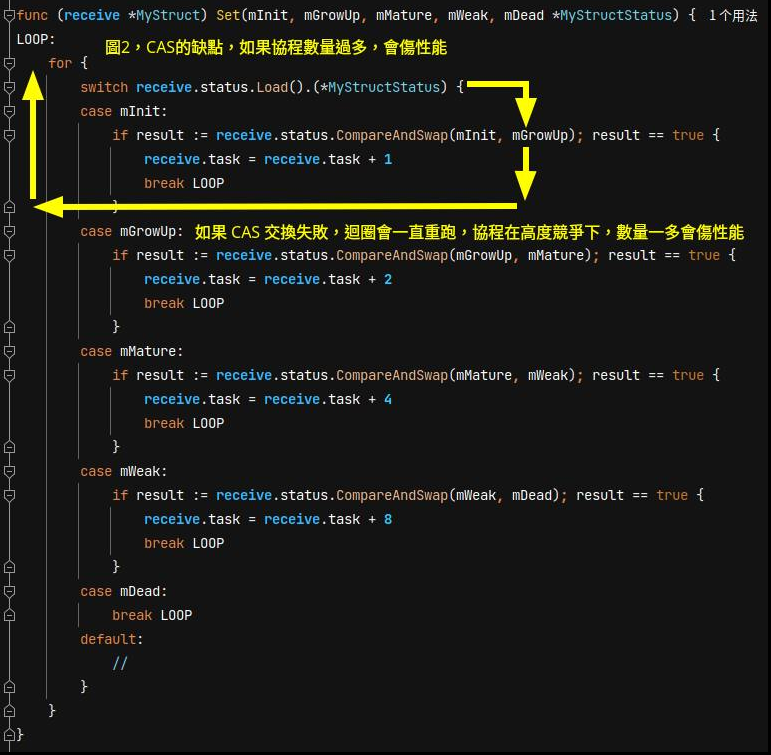 func (receive *MyStruct) Set(mInit, mGrowUp, mMature, mWeak, mDead *MyStructStatus) { 1个用法
LOOP:
圖2，CAS的缺點，如果協程數量過多，會傷性能
for {
switch receive.status.Load().(*MyStructStatus) {
case mInit:
if result := receive.status.CompareAndSwap(mInit, mGrowUp); result == true {
receive.task = receive.task + 1
break LOOP
}
case mGrowUp: 如果 CAS 交換失敗，迴圈會一直重跑，協程在高度競爭下，數量一多會傷性能
if result := receive.status.CompareAndSwap(mGrowUp, mMature); result == true {
receive.task = receive.task + 2
break LOOP
}
case mMature:
if result := receive.status.CompareAndSwap(mMature, mWeak); result == true {
receive.task = receive.task + 4
break LOOP
}
case mWeak:
if result := receive.status.CompareAndSwap(mWeak, mDead); result == true {
receive.task = receive.task + 8
break LOOP
}
case mDead:
break LOOP
default:
//
}
}
}